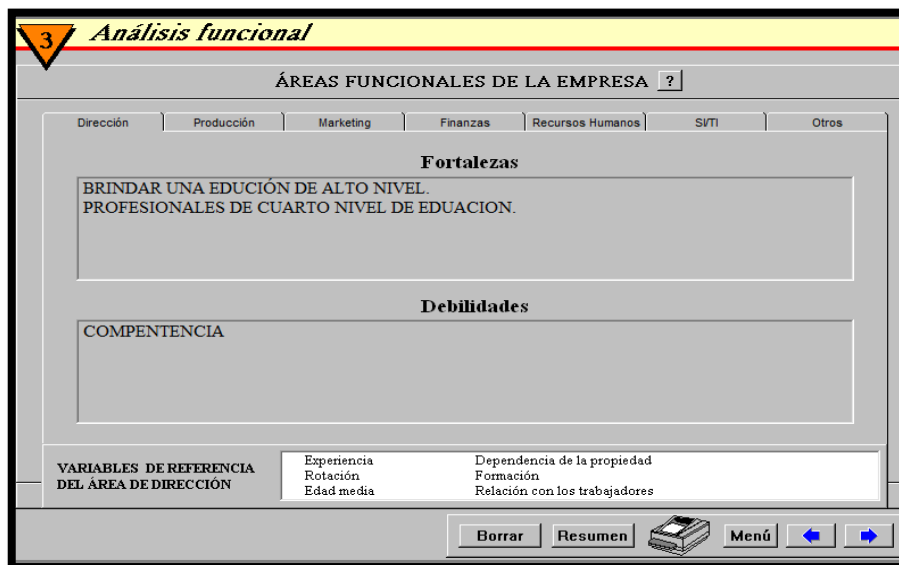 3 Análisis funcional
ÁREAS FUNCIONALES DE LA EMPRESA ?
Dirección Producción Marketing Finanzas Recursos Humanos SI/TI Otros
Fortalezas
BRINDAR UNA EDUCIÓN DE ALTO NIVEL.
PROFESIONALES DE CUARTO NIVEL DE EDUACION.
Debilidades
COMPENTENCIA
VARIABLES DE REFERENCIA
DEL ÁREA DE DIRECCIÓN
Experiencia Dependencia de la propiedad
Rotación Formación
Edad media Relación con los trabajadores
Borrar Resumen Menú